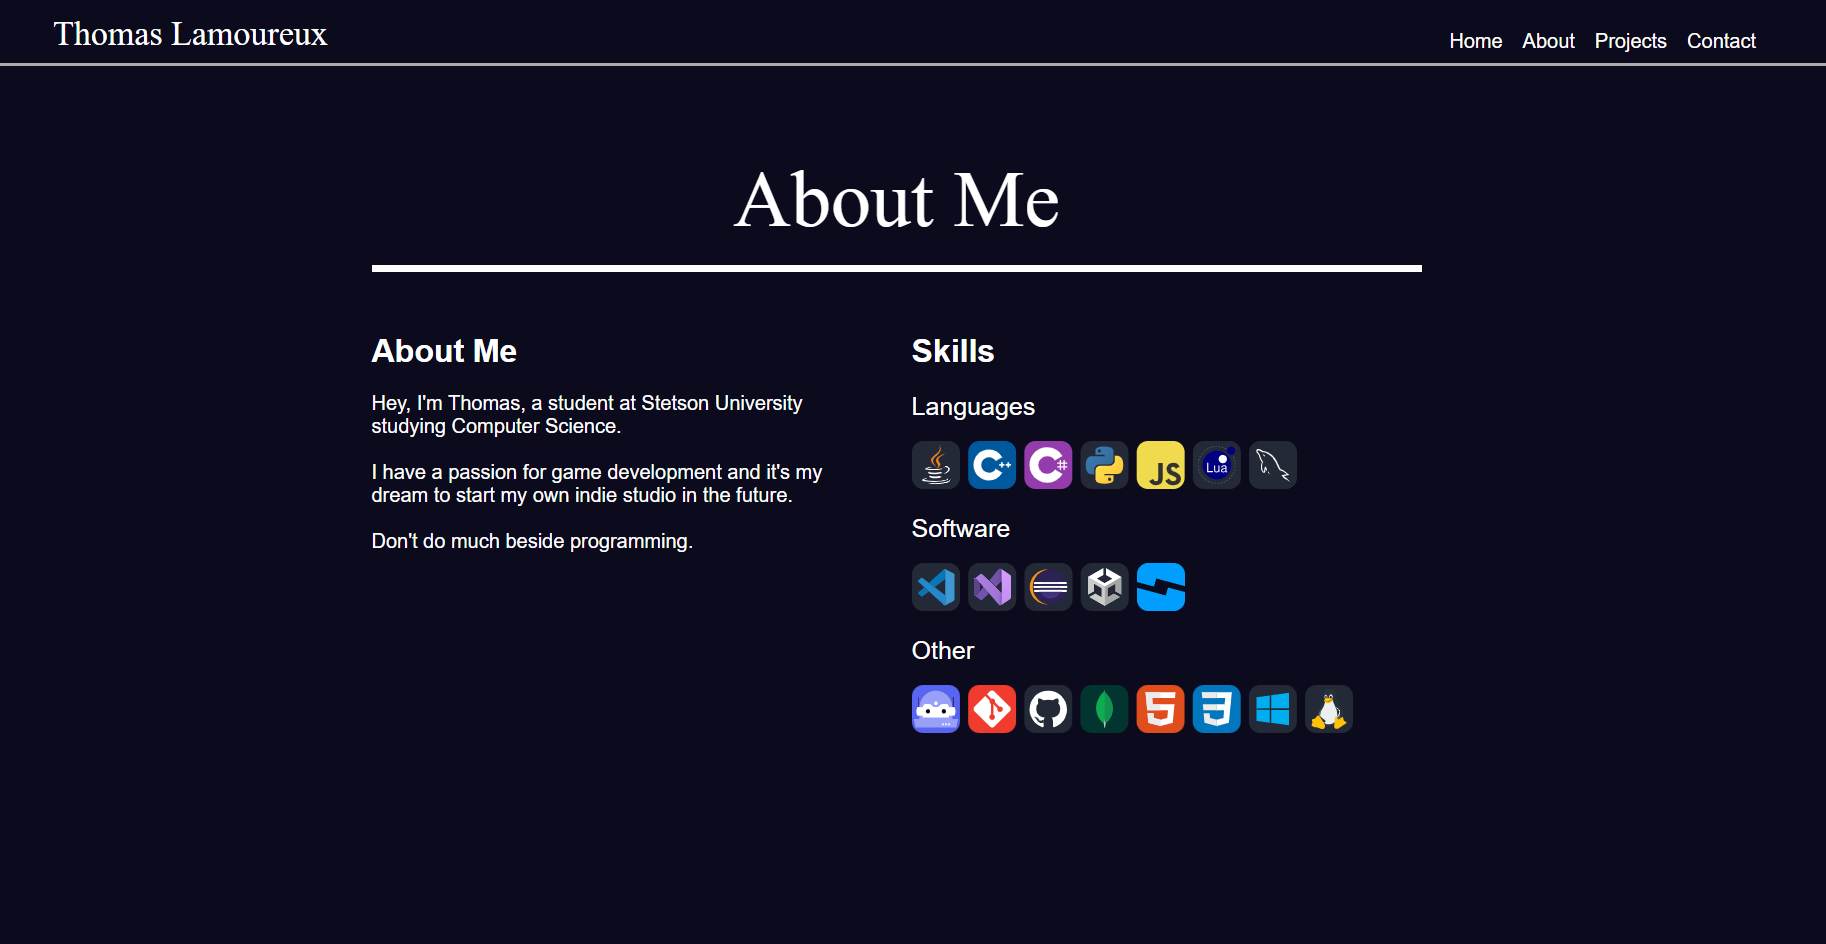 Thomas Lamoureux
Home About Projects Contact
About Me
About Me
Hey, I'm Thomas, a student at Stetson University
studying Computer Science.
I have a passion for game development and it's my
dream to start my own indie studio in the future.
Don't do much beside programming.
Skills
Languages
C++ C# JS Lua
Software
Other
5 3